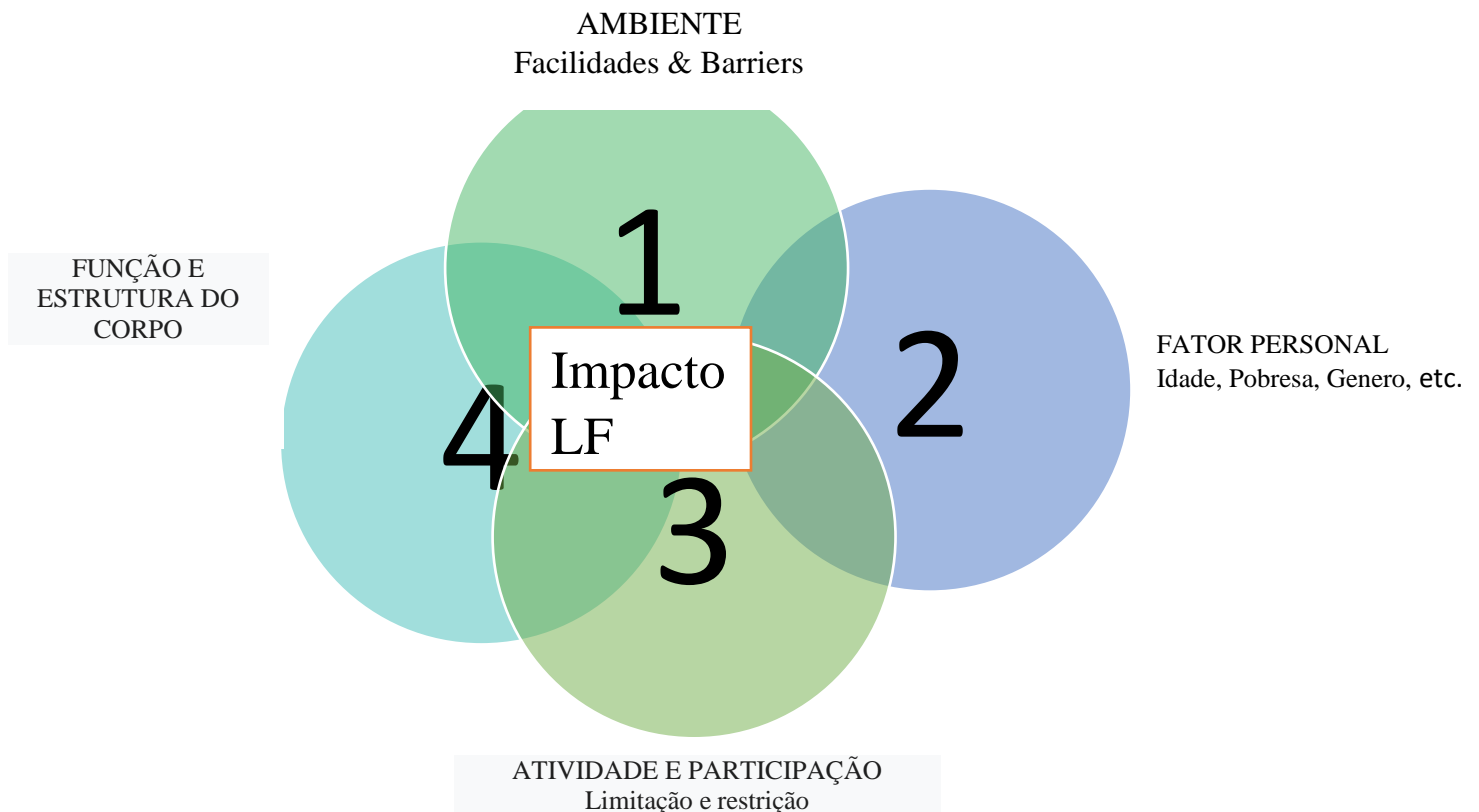 AMBIENTE
Facilidades & Barriers
1
FUNÇÃO E
ESTRUTURA DO
CORPO
2
FATOR PERSONAL
Idade, Pobresa, Genero, etc.
Impacto
LF
4
3
ATIVIDADE E PARTICIPAÇÃO
Limitação e restrição